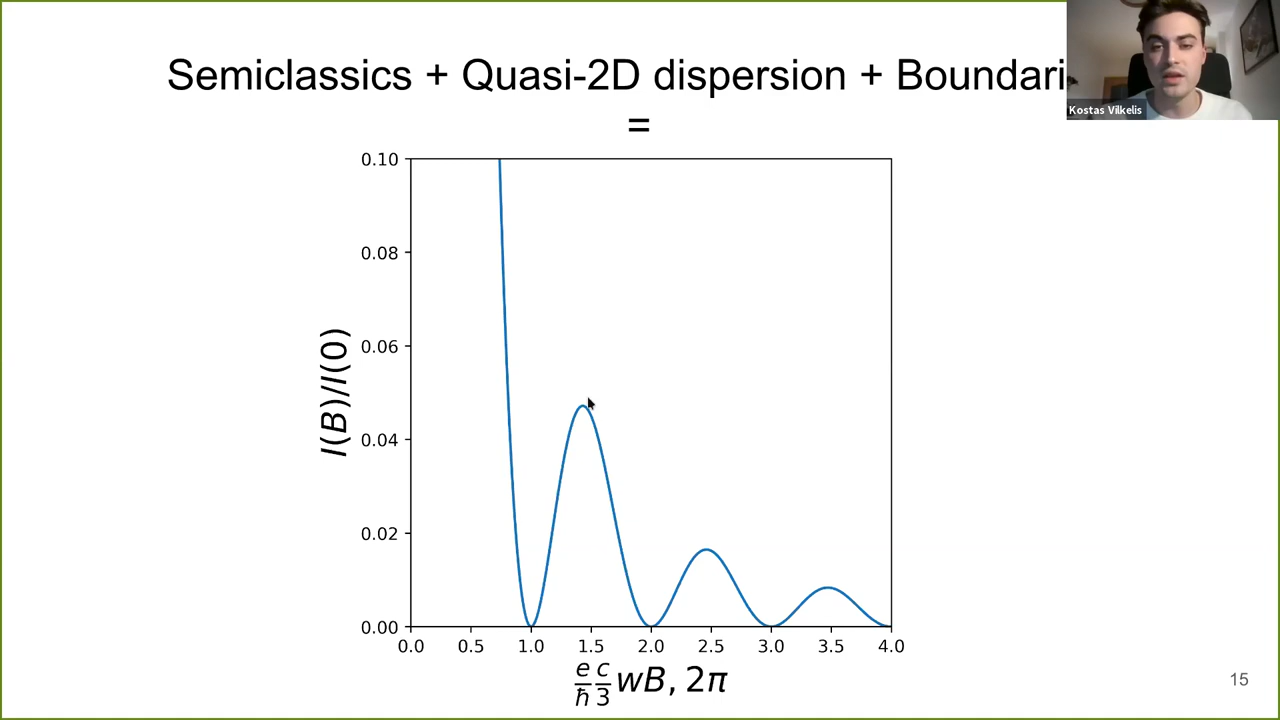 Semiclassics + Quasi-2D dispersion + Boundari
=
Kostas Vilkelis
0.10
0.08
0.06
0.04
0.02
0.00
I(B)/I(0)
0.0 0.5 1.0 1.5 2.0 2.5 3.0 3.5 4.0
e/ħ c/3 wB, 2π
15